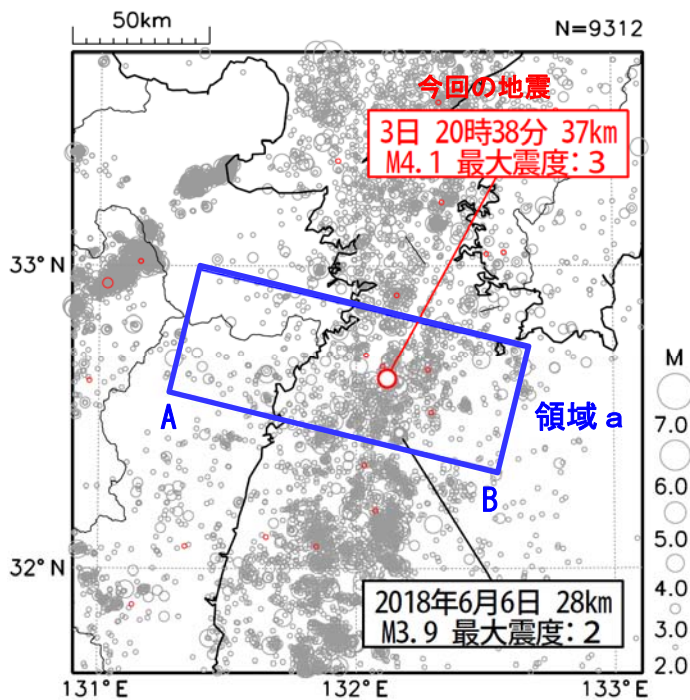 50km
N=9312
今回の地震
3日 20時38分 37km
M4.1 最大震度:3
33°N
A
領域a
B
M
7.0
6.0
5.0
4.0
3.0
2.0
32°N
2018年6月6日 28km
M3.9 最大震度:2
131°E
132°E
133°E